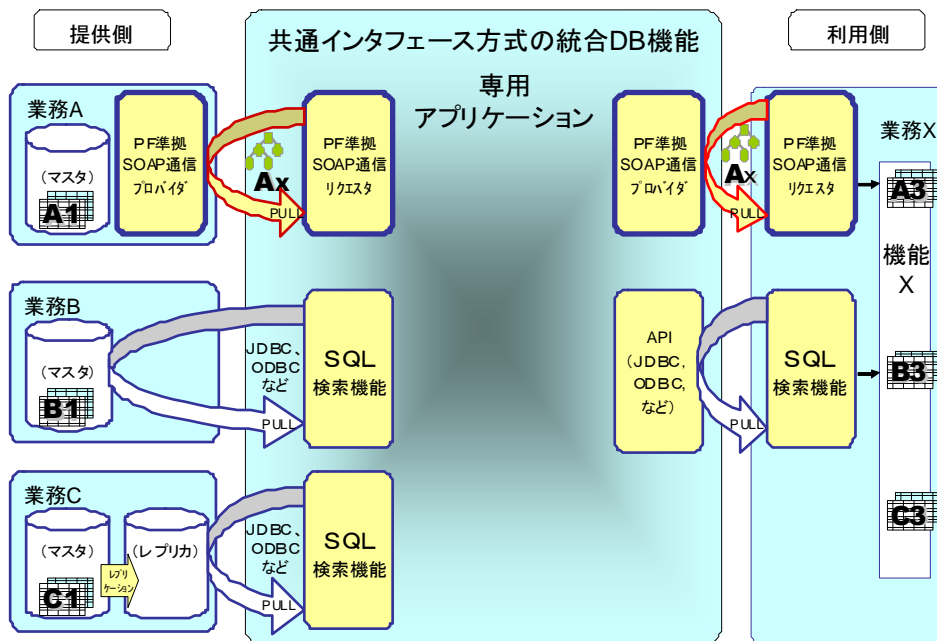 提供側
共通インタフェース方式の統合DB機能
利用側
専用
アプリケーション
業務A
(マスタ)
A1
PF準拠
SOAP通信
プロバイダ
Ax
PULL
PF準拠
SOAP通信
リクエスタ
PF準拠
SOAP通信
プロバイダ
Ax
PULL
PF準拠
SOAP通信
リクエスタ
業務X
A3
機能
X
B3
C3
業務B
(マスタ)
B1
JDBC、
ODBC
など
PULL
SQL
検索機能
API
(JDBC、
ODBC,
など)
PULL
SQL
検索機能
業務C
(マスタ)
C1
レプリ
ケーション
(レプリカ)
JDBC、
ODBC
など
PULL
SQL
検索機能